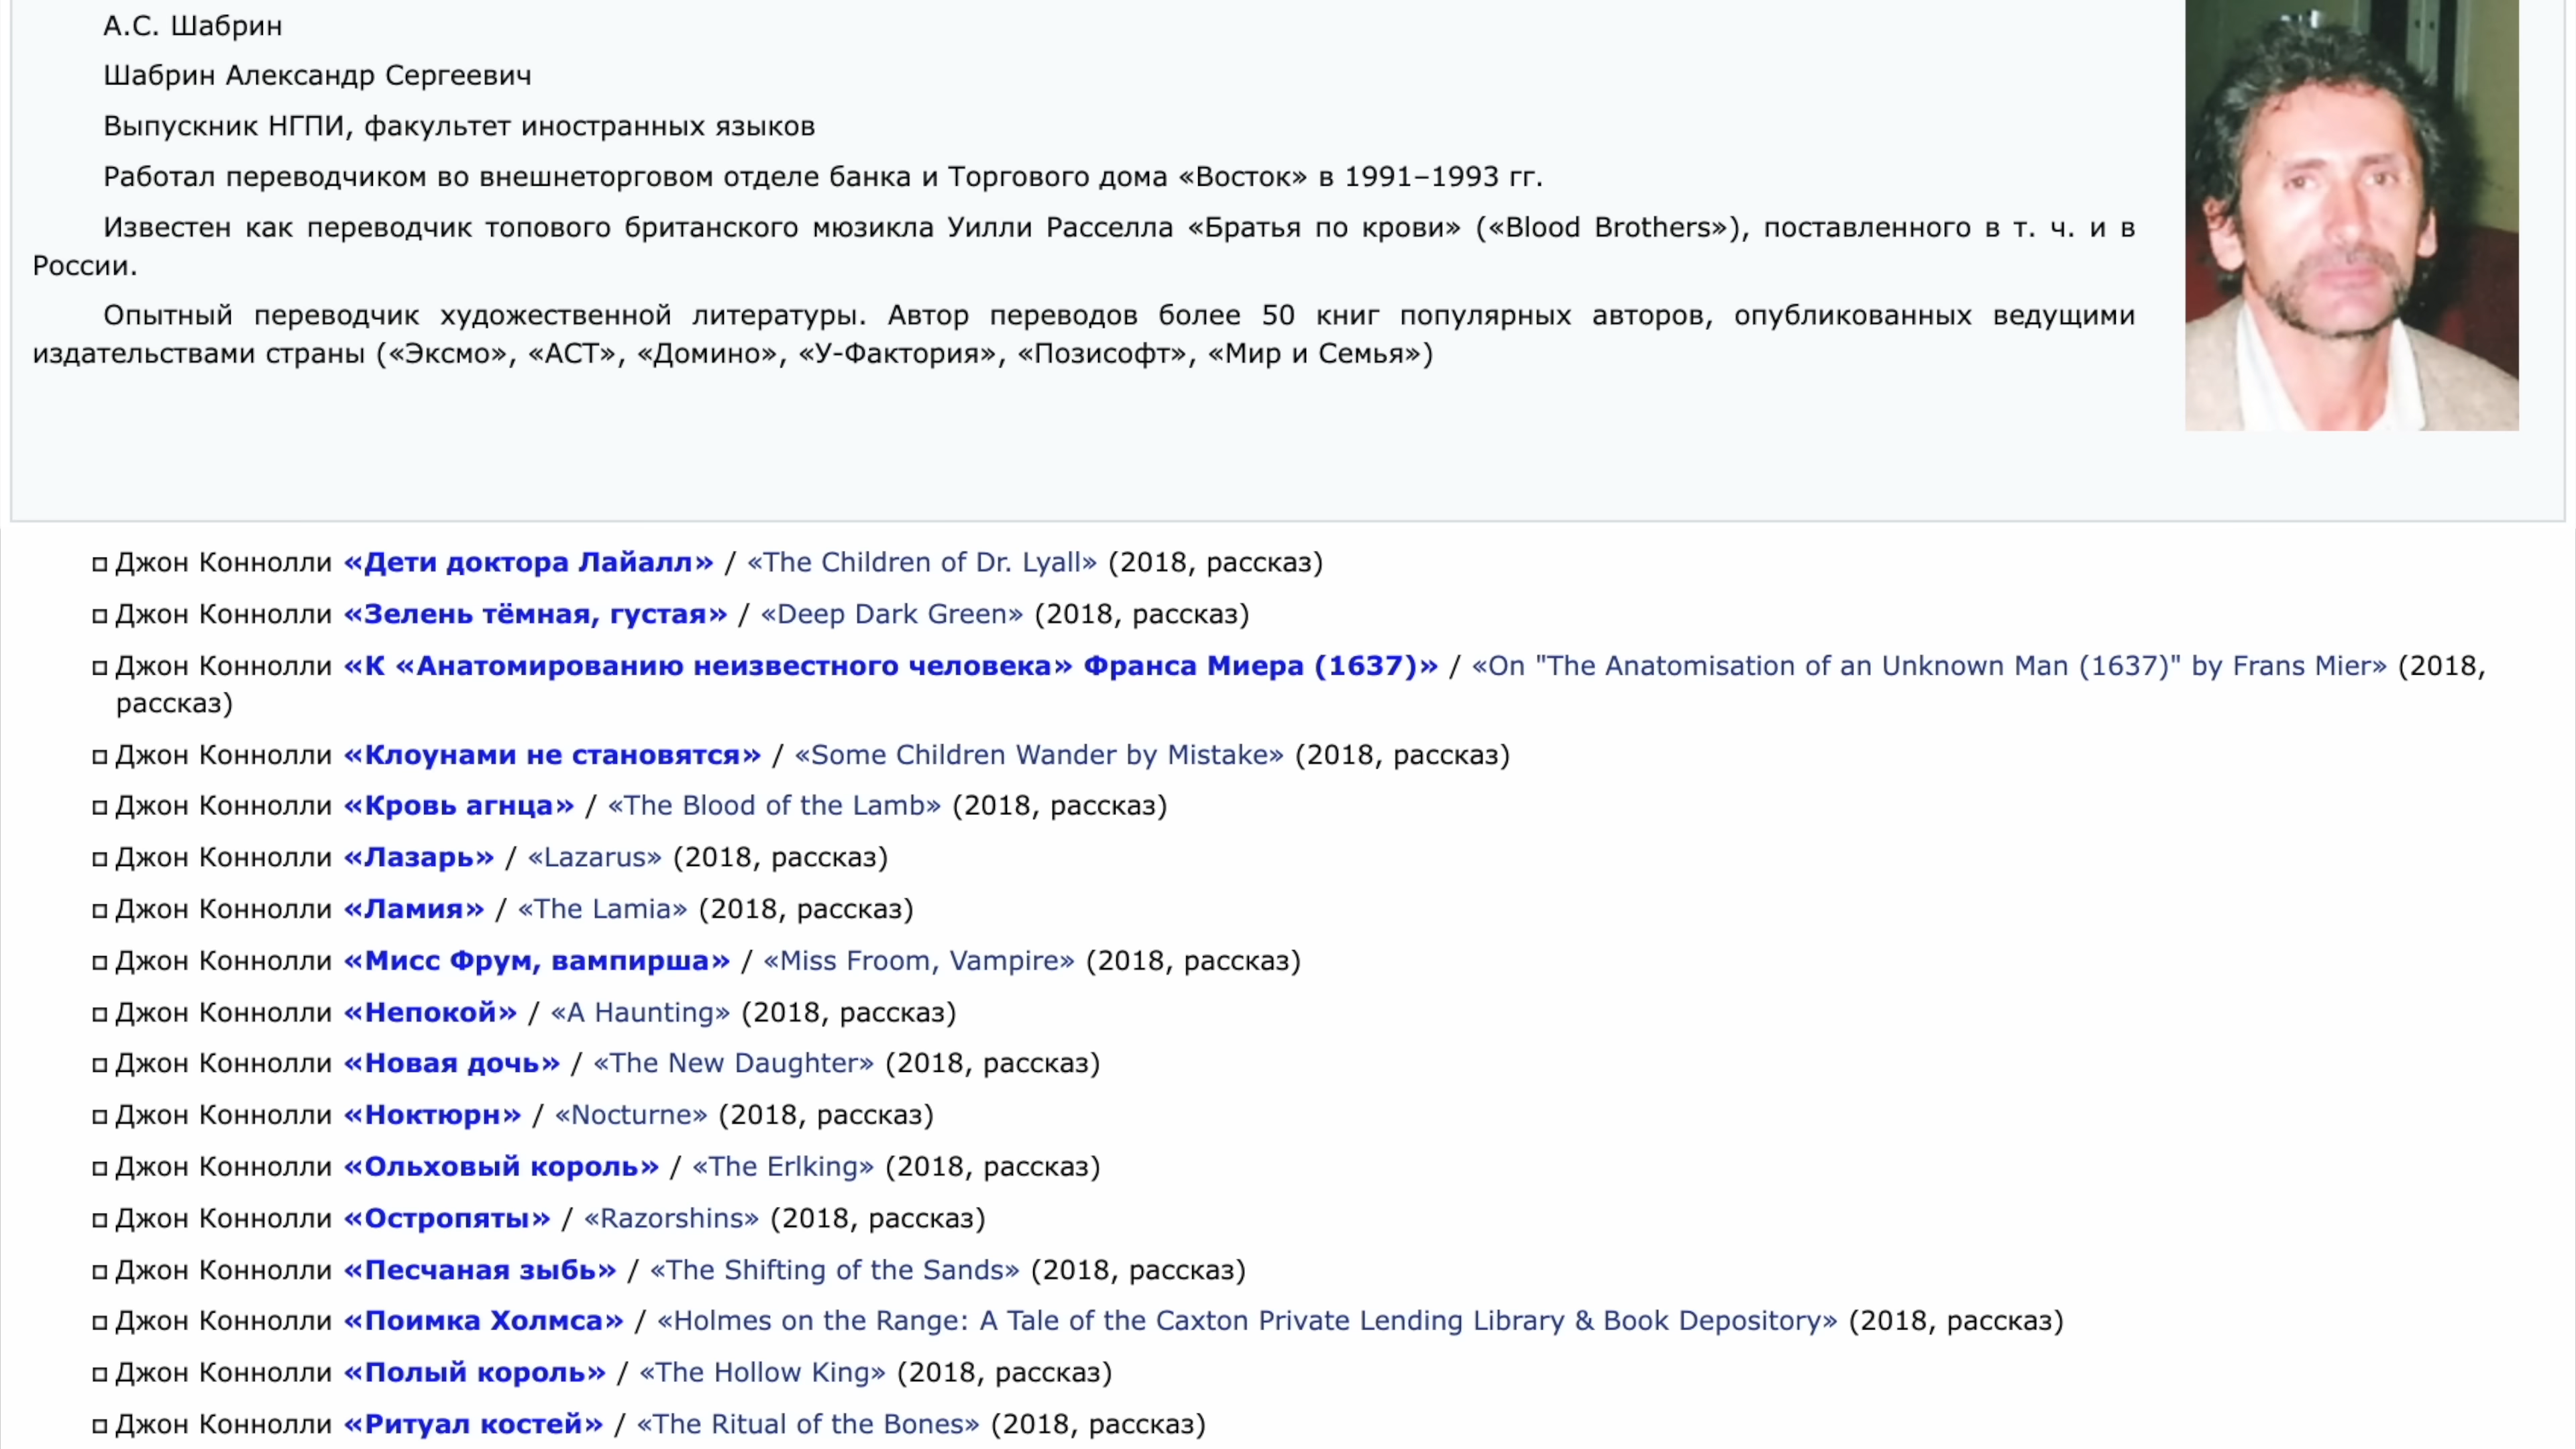 А.С. Шабрин
Шабрин Александр Сергеевич
Выпускник НГПИ, факультет иностранных языков
Работал переводчиком во внешнеторговом отделе банка и Торгового дома «Восток» в 1991–1993 гг.
Известен как переводчик топового британского мюзикла Уилли Расселла «Братья по крови» («Blood Brothers»), поставленного в т. ч. и в
России.
Опытный переводчик художественной литературы. Автор переводов более 50 книг популярных авторов, опубликованных ведущими
издательствами страны («Эксмо», «АСТ», «Домино», «У-Фактория», «Позисофт», «Мир и Семья»)
Джон Коннолли «Дети доктора Лайалл» / «The Children of Dr. Lyall» (2018, рассказ)
Джон Коннолли «Зелень тёмная, густая» / «Deep Dark Green» (2018, рассказ)
Джон Коннолли «К «Анатомированию неизвестного человека» Франса Миера (1637)» / «On "The Anatomisation of an Unknown Man (1637)" by Frans Mier» (2018,
рассказ)
Джон Коннолли «Клоунами не становятся» / «Some Children Wander by Mistake» (2018, рассказ)
Джон Коннолли «Кровь агнца» / «The Blood of the Lamb» (2018, рассказ)
Джон Коннолли «Лазарь» / «Lazarus» (2018, рассказ)
Джон Коннолли «Ламия» / «The Lamia» (2018, рассказ)
Джон Коннолли «Мисс Фрум, вампирша» / «Miss Froom, Vampire» (2018, рассказ)
Джон Коннолли «Непокой» / «A Haunting» (2018, рассказ)
Джон Коннолли «Новая дочь» / «The New Daughter» (2018, рассказ)
Джон Коннолли «Ноктюрн» / «Nocturne» (2018, рассказ)
Джон Коннолли «Ольховый король» / «The Erlking» (2018, рассказ)
Джон Коннолли «Остропяты» / «Razorshins» (2018, рассказ)
Джон Коннолли «Песчаная зыбь» / «The Shifting of the Sands» (2018, рассказ)
Джон Коннолли «Поимка Холмса» / «Holmes on the Range: A Tale of the Caxton Private Lending Library & Book Depository» (2018, рассказ)
Джон Коннолли «Полый король» / «The Hollow King» (2018, рассказ)
Джон Коннолли «Ритуал костей» / «The Ritual of the Bones» (2018, рассказ)